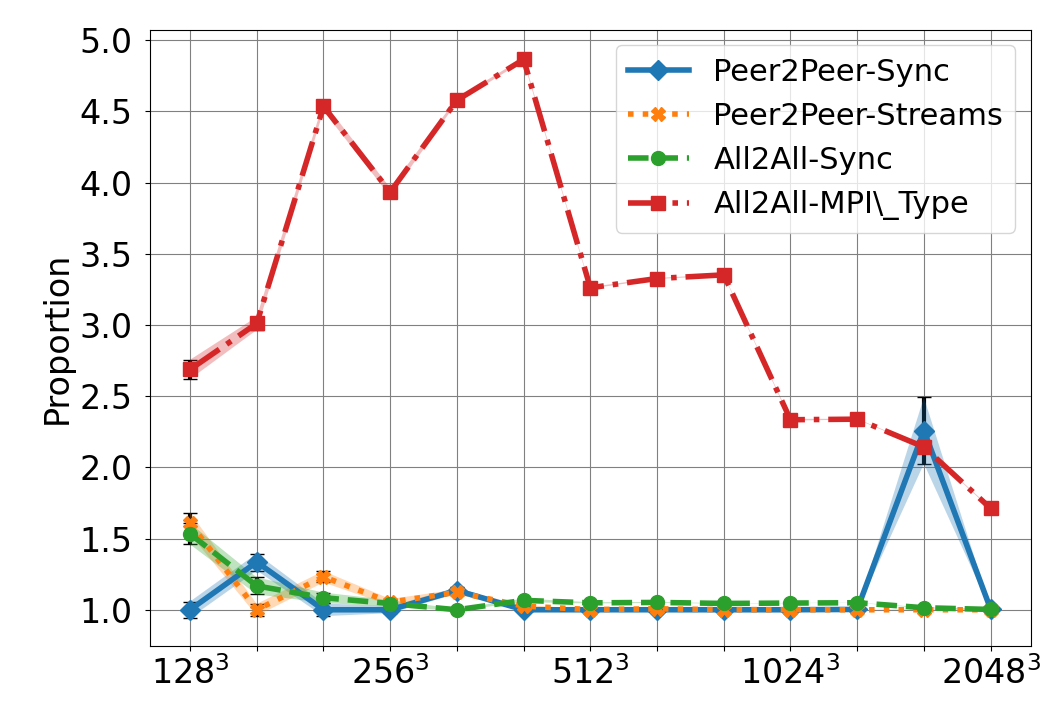 Proportion
5.0
4.5
4.0
3.5
3.0
2.5
2.0
1.5
1.0
128³
256³
512³
1024³
2048³
Peer2Peer-Sync
Peer2Peer-Streams
All2All-Sync
All2All-MPI\_Type